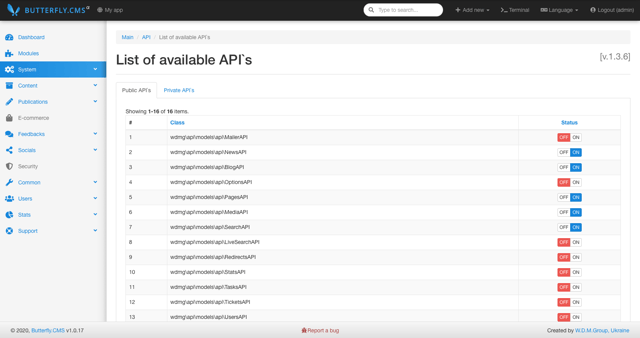 BUTTERFLY.CMS
My app
Type to search...
Add new
Terminal
Language
Logout (admin)
Dashboard
Modules
System
Content
Publications
E-commerce
Feedbacks
Socials
Security
Common
Users
Stats
Support
Main / API / List of available API's
List of available API`s
[v.1.3.6]
Public API's
Private API's
Showing 1-16 of 16 items.
# Class Status
1 wdmg\api\models\api\MailerAPI OFF ON
2 wdmg\api\models\api\NewsAPI OFF ON
3 wdmg\api\models\api\BlogAPI OFF ON
4 wdmg\api\models\api\OptionsAPI OFF ON
5 wdmg\api\models\api\PagesAPI OFF ON
6 wdmg\api\models\api\MediaAPI OFF ON
7 wdmg\api\models\api\SearchAPI OFF ON
8 wdmg\api\models\api\LiveSearchAPI OFF ON
9 wdmg\api\models\api\RedirectsAPI OFF ON
10 wdmg\api\models\api\StatsAPI OFF ON
11 wdmg\api\models\api\TasksAPI OFF ON
12 wdmg\api\models\api\TicketsAPI OFF ON
13 wdmg\api\models\api\UsersAPI OFF ON
© 2020, Butterfly.CMS v1.0.17
Report a bug
Created by W.D.M.Group, Ukraine